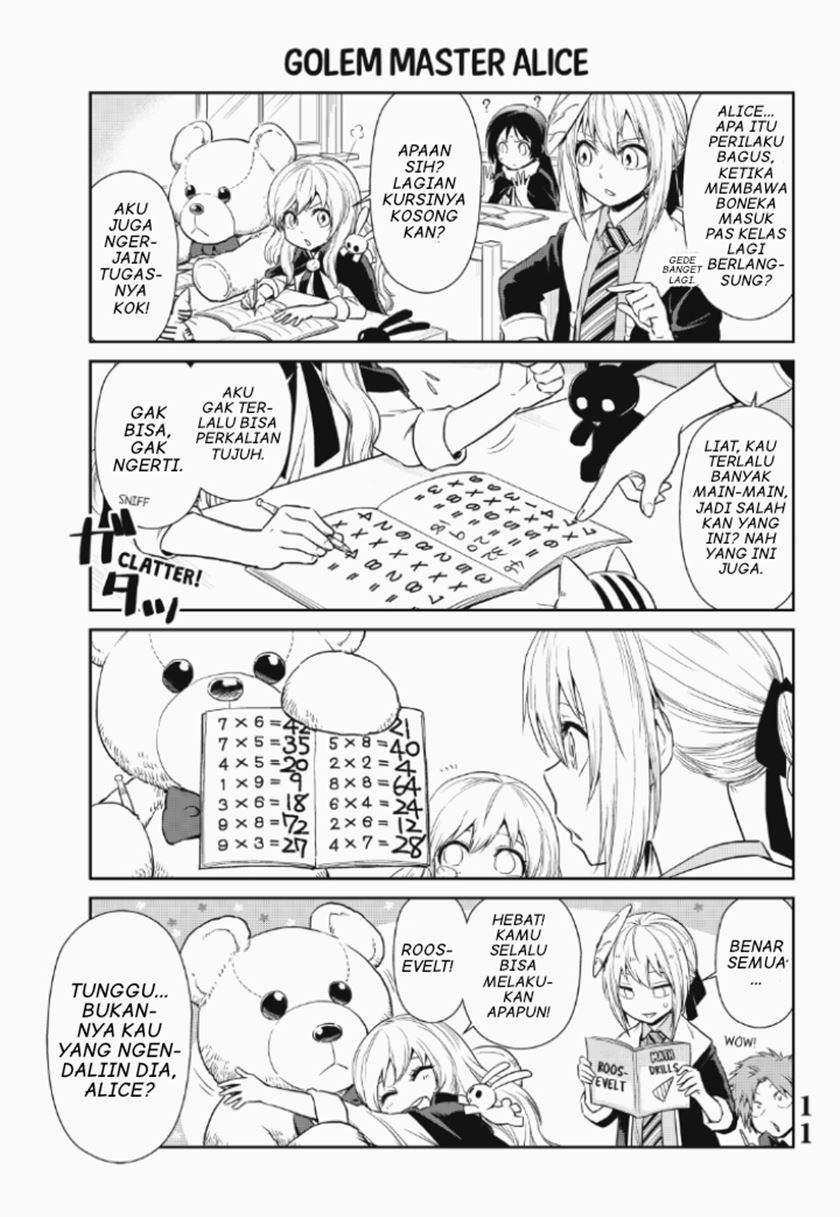 GOLEM MASTER ALICE
ALICE...
APA ITU
PERILAKU
BAGUS,
KETIKA
MEMBAWA
BONEKA
MASUK
PAS KELAS
LAGI
BERLANG-
SUNG?
GEDE
BANGET
LAGI.
?
?
APAAN
SIH?
LAGIAN
KURSINYA
KOSONG
KAN?
AKU
JUGA
NGER-
JAIN
TUGAS-
NYA
KOK!
LIAT, KAU
TERLALU
BANYAK
MAIN-MAIN,
JADI SALAH
KAN YANG
INI? NAH
YANG INI
JUGA.
AKU
GAK TER-
LALU BISA
PERKALIAN
TUJUH.
GAK
BISA,
GAK
NGERTI.
SNIFF
ガタッ
CLATTER!
7 × 6 = 42
7 × 5 = 35
4 × 5 = 20
1 × 9 = 9
3 × 6 = 18
9 × 8 = 72
9 × 3 = 27
21
5 × 8 = 40
2 × 2 = 4
8 × 8 = 64
6 × 4 = 24
2 × 6 = 12
4 × 7 = 28
BENAR
SEMUA
...
WOW!
ROOS-
EVELT
MATH
DRILLS
HEBAT!
KAMU
SELALU
BISA
MELAKU-
KAN
APAPUN!
ROOS-
EVELT!
TUNGGU...
BUKAN-
NYA KAU
YANG NGEN-
DALIIN DIA,
ALICE?
11